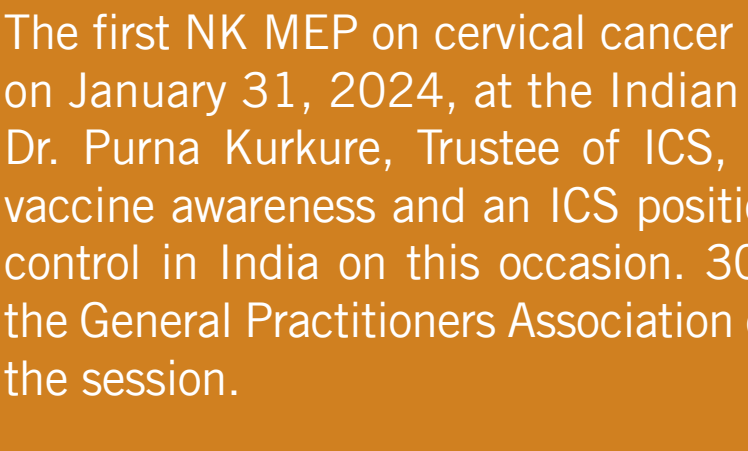 The first NK MEP on cervical cancer
on January 31, 2024, at the Indian
Dr. Purna Kurkure, Trustee of ICS,
vaccine awareness and an ICS positi
control in India on this occasion. 30
the General Practitioners Association
the session.